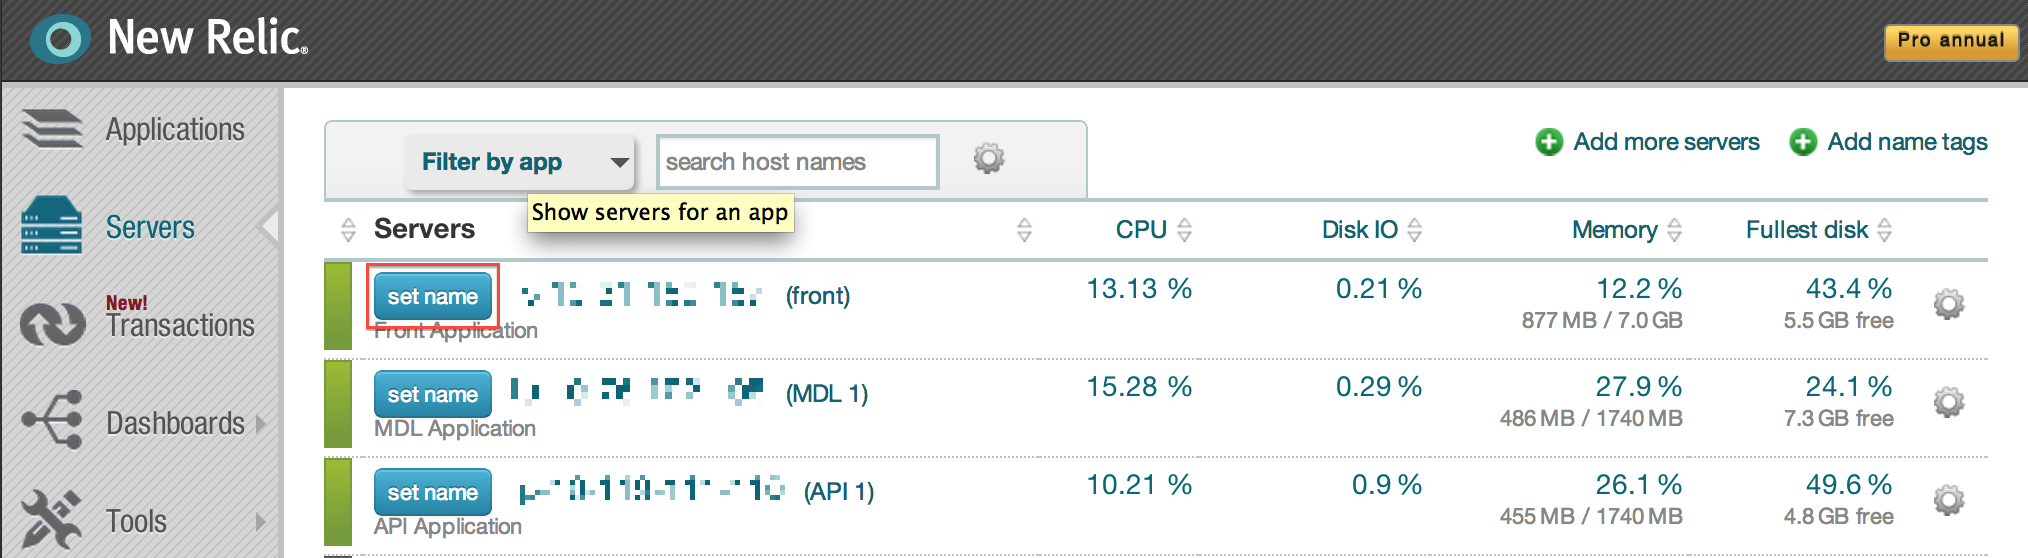 New Relic®
Pro annual
Applications
Servers
New!
Transactions
Dashboards
Tools
Filter by app
search host names
Add more servers
Add name tags
Show servers for an app
Servers CPU Disk IO Memory Fullest disk
set name (front) 13.13 % 0.21 % 12.2 % 43.4 %
Front Application 877 MB / 7.0 GB 5.5 GB free
set name (MDL 1) 15.28 % 0.29 % 27.9 % 24.1 %
MDL Application 486 MB / 1740 MB 7.3 GB free
set name (API 1) 10.21 % 0.9 % 26.1 % 49.6 %
API Application 455 MB / 1740 MB 4.8 GB free